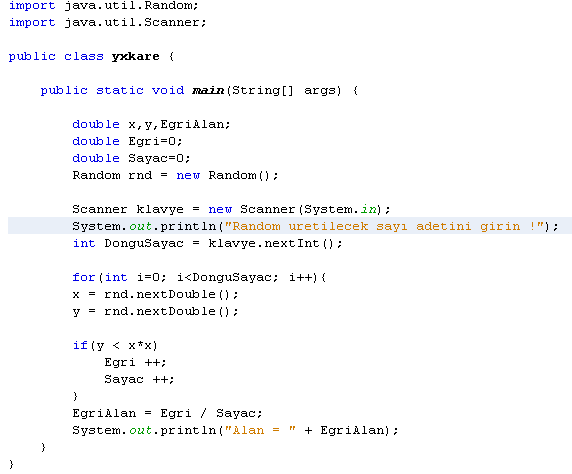 import java.util.Random;
import java.util.Scanner;
public class yxkare {
public static void main(String[] args) {
double x,y,EgriAlan;
double Egri=0;
double Sayac=0;
Random rnd = new Random();
Scanner klavye = new Scanner(System.in);
System.out.println("Random uretilecek sayı adetini girin !");
int DonguSayac = klavye.nextInt();
for(int i=0; i<DonguSayac; i++){
x = rnd.nextDouble();
y = rnd.nextDouble();
if(y < x*x)
Egri ++;
Sayac ++;
}
EgriAlan = Egri / Sayac;
System.out.println("Alan = " + EgriAlan);
}
}